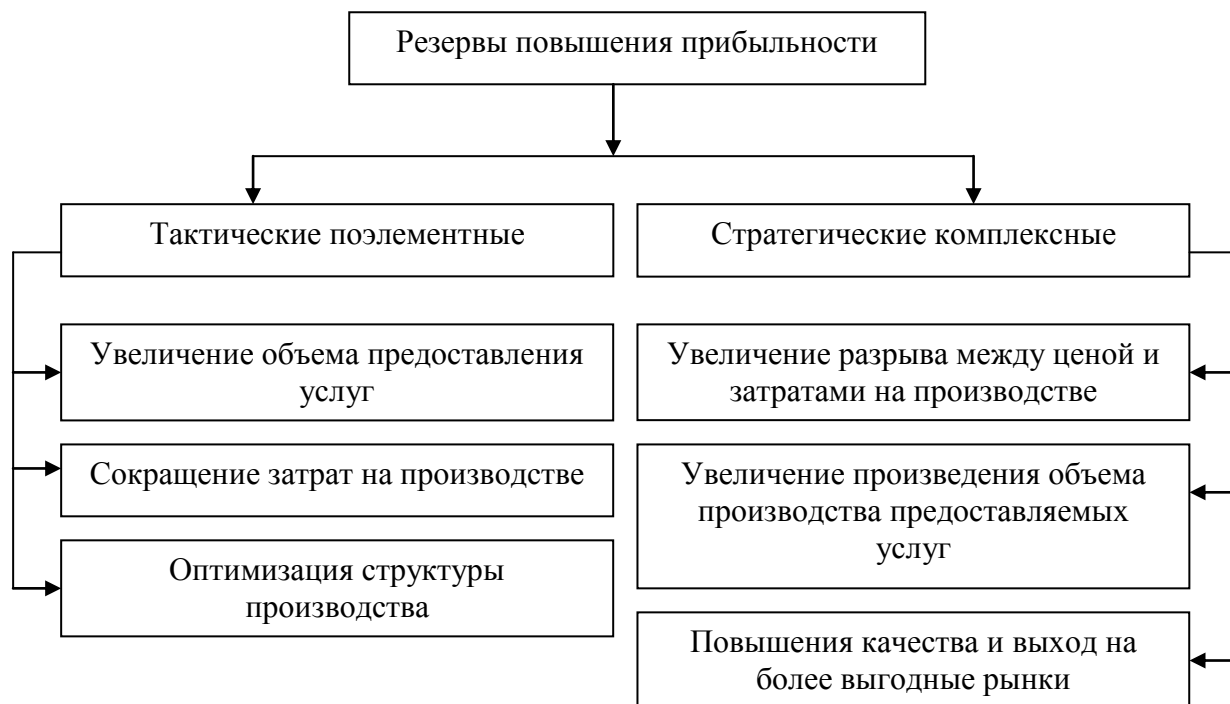 Резервы повышения прибыльности
Тактические поэлементные
Стратегические комплексные
Увеличение объема предоставления
услуг
Увеличение разрыва между ценой и
затратами на производстве
Сокращение затрат на производстве
Увеличение произведения объема
производства предоставляемых
услуг
Оптимизация структуры
производства
Повышения качества и выход на
более выгодные рынки